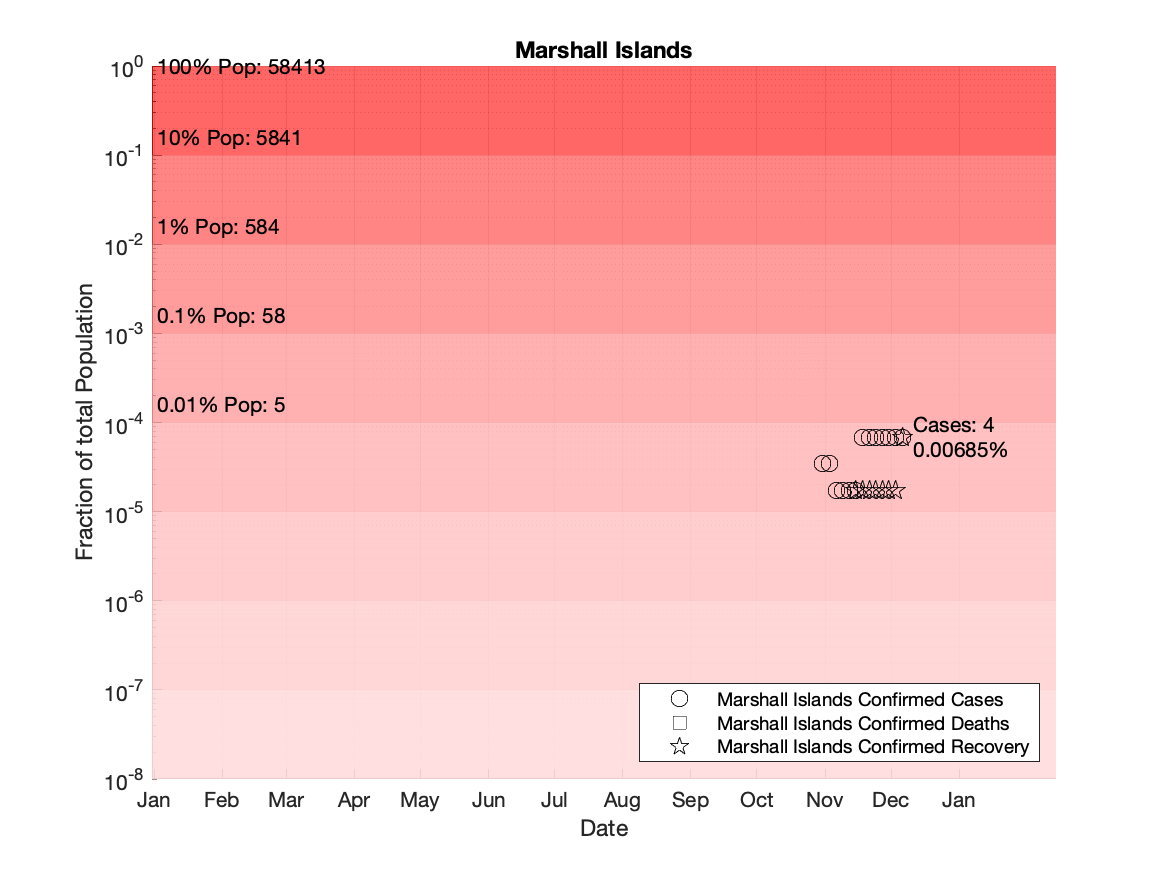 Marshall Islands
10^0
100% Pop: 58413
10% Pop: 5841
10^-1
1% Pop: 584
10^-2
0.1% Pop: 58
10^-3
0.01% Pop: 5
10^-4
Cases: 4
0.00685%
10^-5
10^-6
10^-7
10^-8
Fraction of total Population
Marshall Islands Confirmed Cases
Marshall Islands Confirmed Deaths
Marshall Islands Confirmed Recovery
Jan Feb Mar Apr May Jun Jul Aug Sep Oct Nov Dec Jan
Date